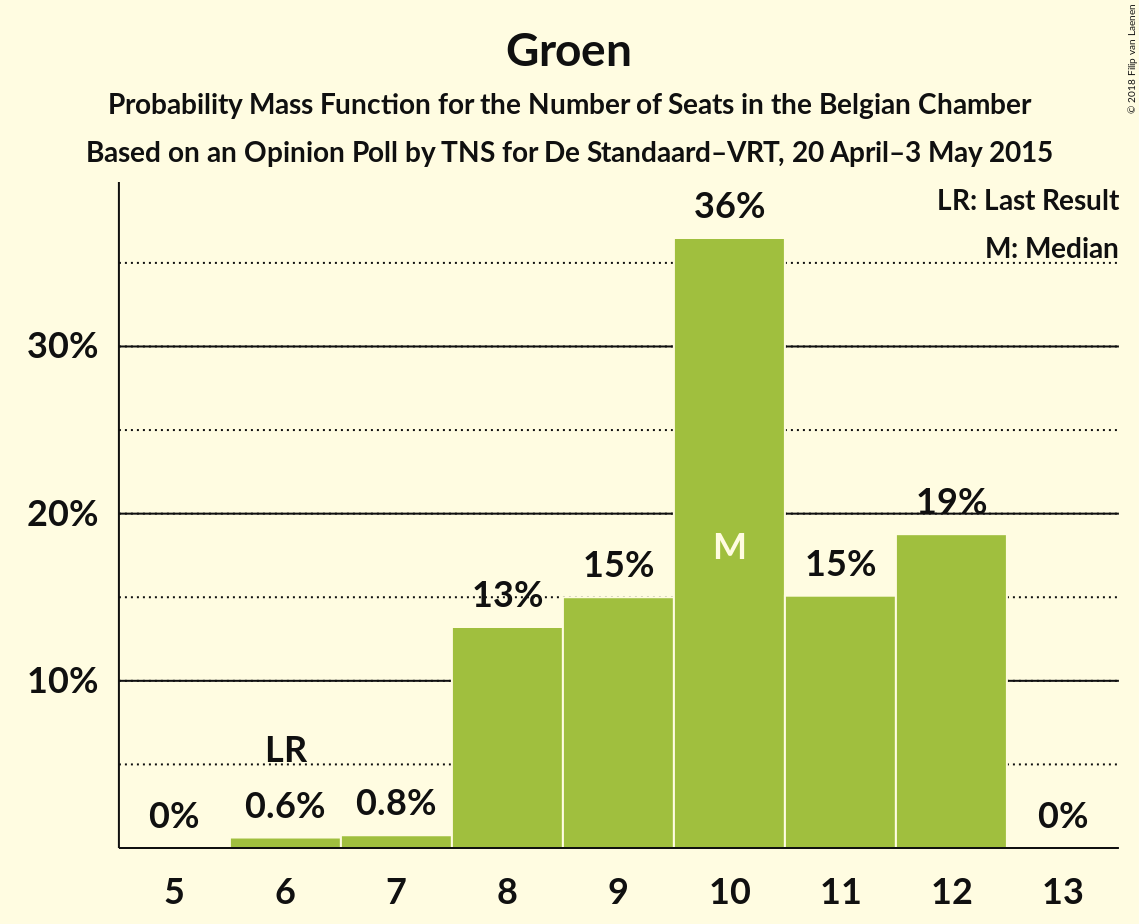 Groen
Probability Mass Function for the Number of Seats in the Belgian Chamber
Based on an Opinion Poll by TNS for De Standaard–VRT, 20 April–3 May 2015
© 2018 Filip van Laenen
LR: Last Result
M: Median
36%
30%
20%
19%
M
15%
15%
13%
10%
LR
0%
0.6%
0.8%
0%
5
6
7
8
9
10
11
12
13